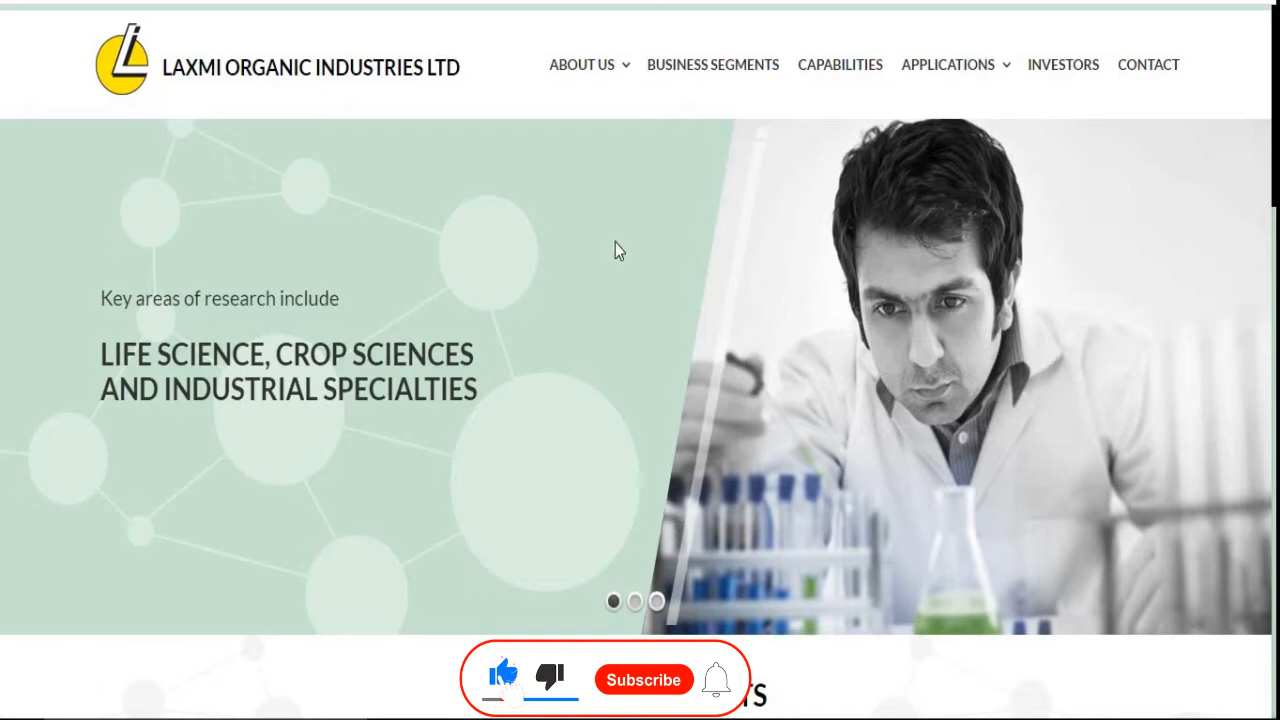 LAXMI ORGANIC INDUSTRIES LTD
ABOUT US BUSINESS SEGMENTS CAPABILITIES APPLICATIONS INVESTORS CONTACT
Key areas of research include
LIFE SCIENCE, CROP SCIENCES
AND INDUSTRIAL SPECIALTIES
Subscribe